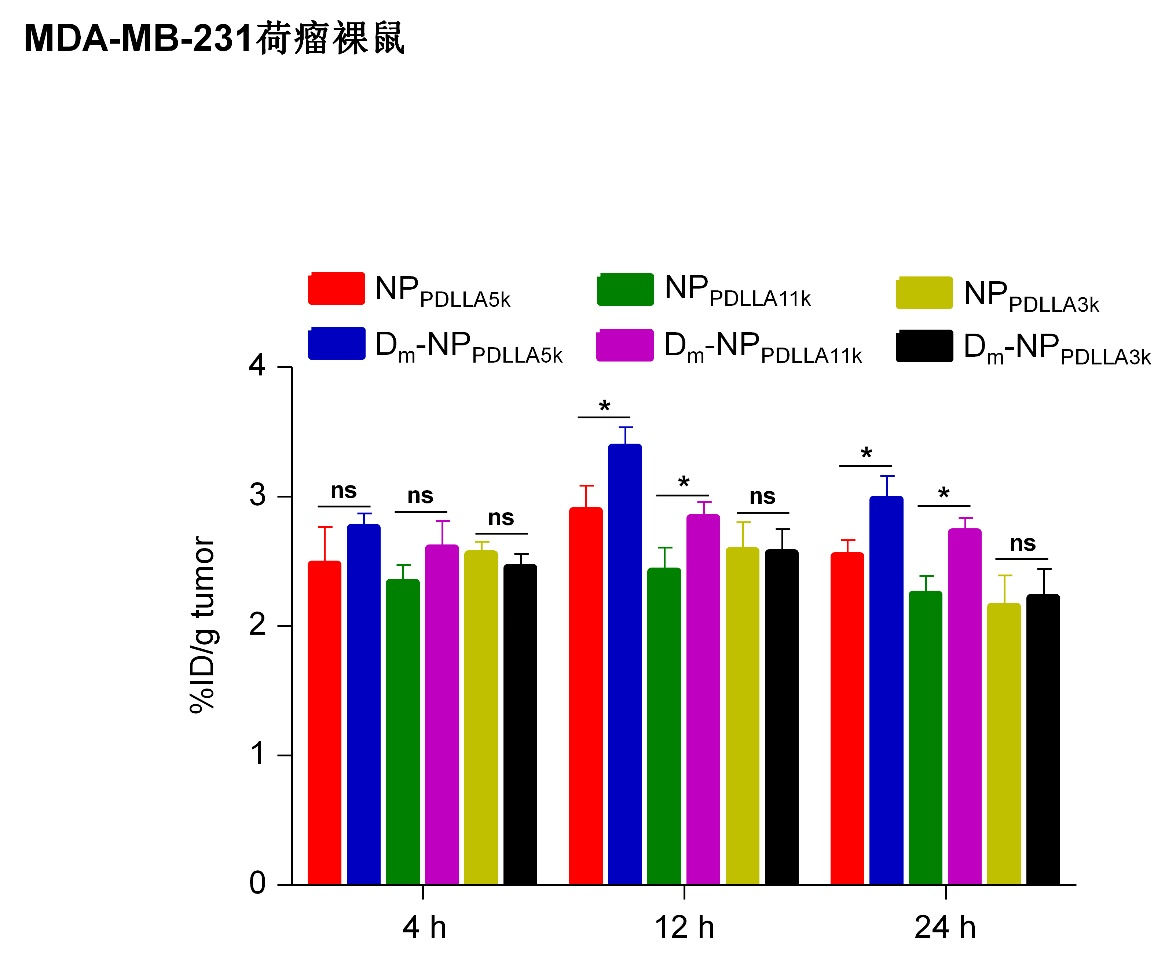 MDA-MB-231荷瘤裸鼠
NPPDLLA5k NPPDLLA11k NPPDLLA3k
Dm-NPPDLLA5k Dm-NPPDLLA11k Dm-NPPDLLA3k
4
3
2
1
0
%ID/g tumor
ns ns ns
* * ns
* * ns
4 h 12 h 24 h